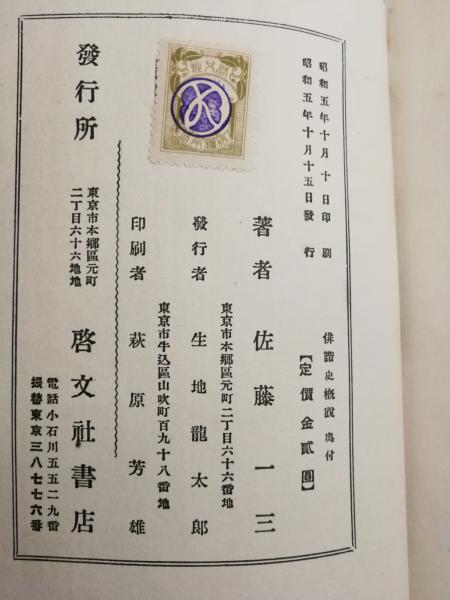 昭和五年十月十日印刷
昭和五年十月十五日發行
俳諧史概説奥付
【定價金貳圓】
著者 佐藤一三
東京市本郷區元町二丁目六十六番地
發行者 生地龍太郎
東京市牛込區山吹町百九十八番地
印刷者 萩原芳雄
發行所
東京市本郷區元町
二丁目六十六地地
啓文社書店
電話小石川五五二九番
振替東京三八七七六番